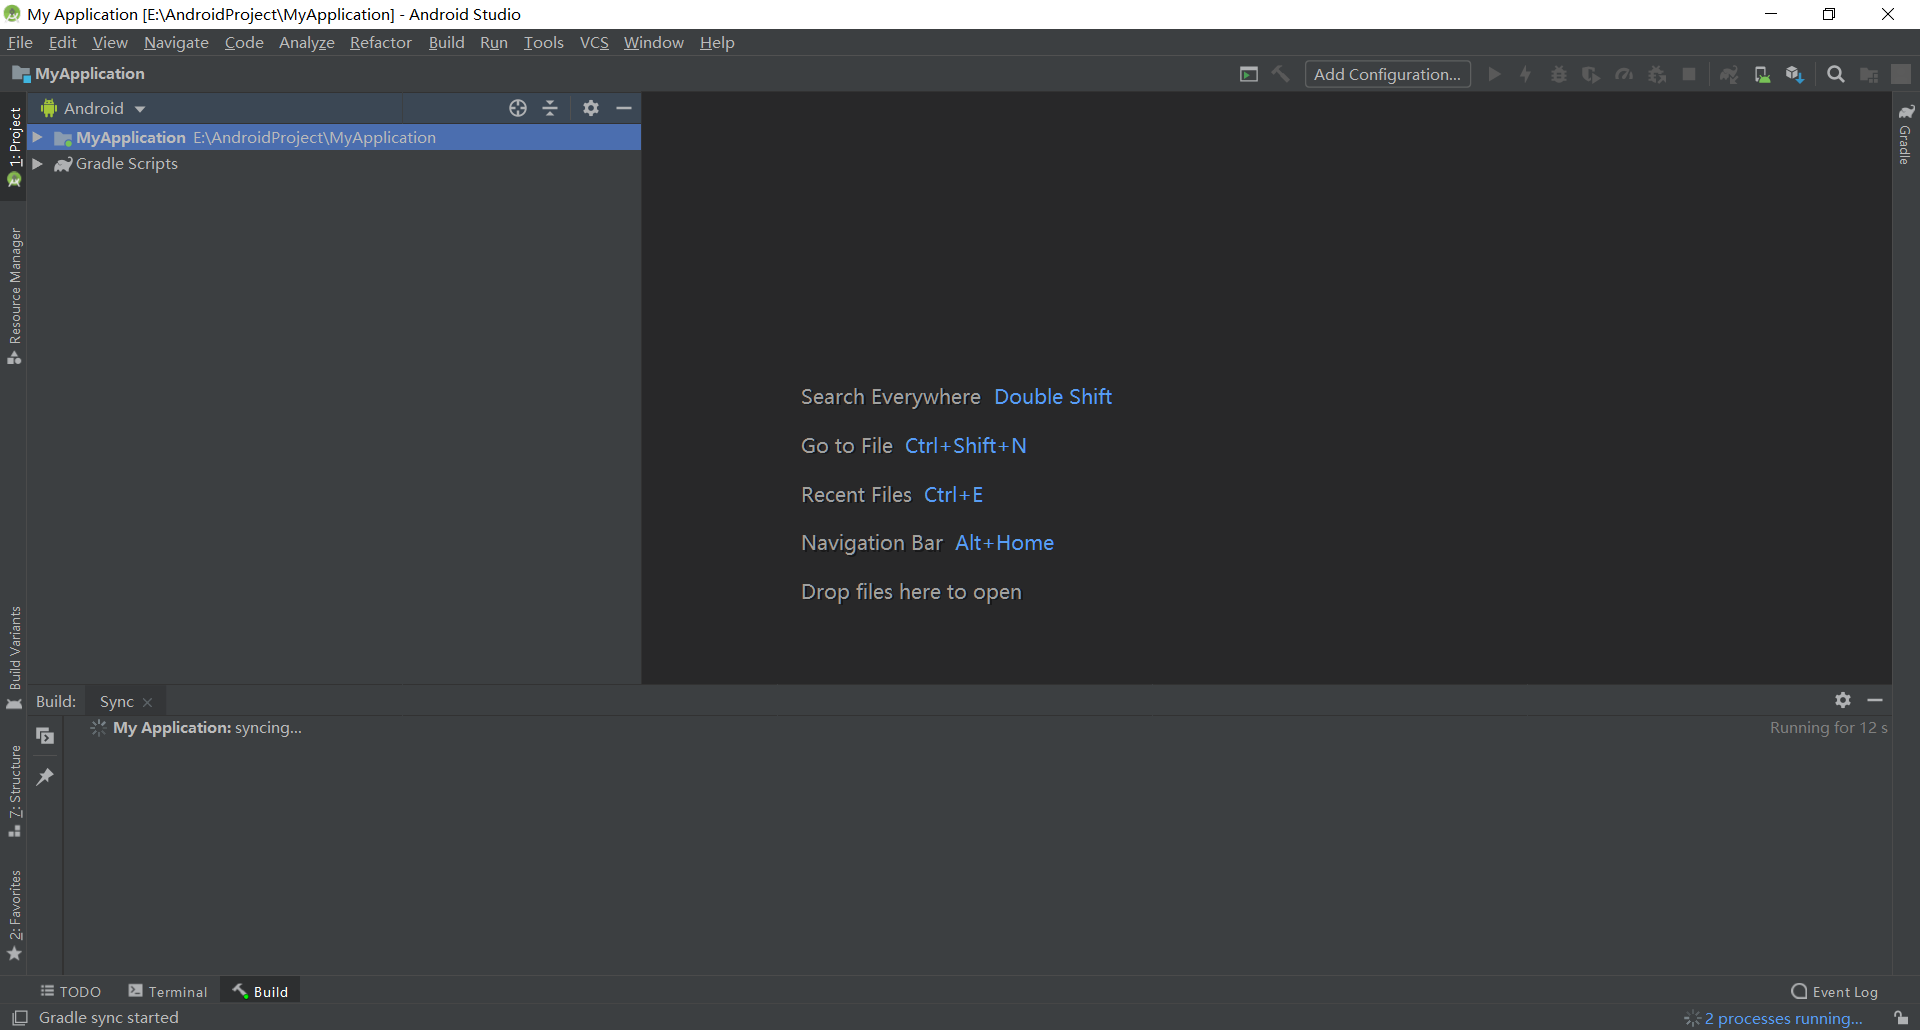 My Application [E:\AndroidProject\MyApplication] - Android Studio
File Edit View Navigate Code Analyze Refactor Build Run Tools VCS Window Help
MyApplication
Add Configuration...
1: Project
Resource Manager
Build Variants
7: Structure
2: Favorites
Android
MyApplication E:\AndroidProject\MyApplication
Gradle Scripts
Search Everywhere Double Shift
Go to File Ctrl+Shift+N
Recent Files Ctrl+E
Navigation Bar Alt+Home
Drop files here to open
Gradle
Build: Sync
My Application: syncing... Running for 12 s
TODO Terminal Build Event Log
Gradle sync started 2 processes running...